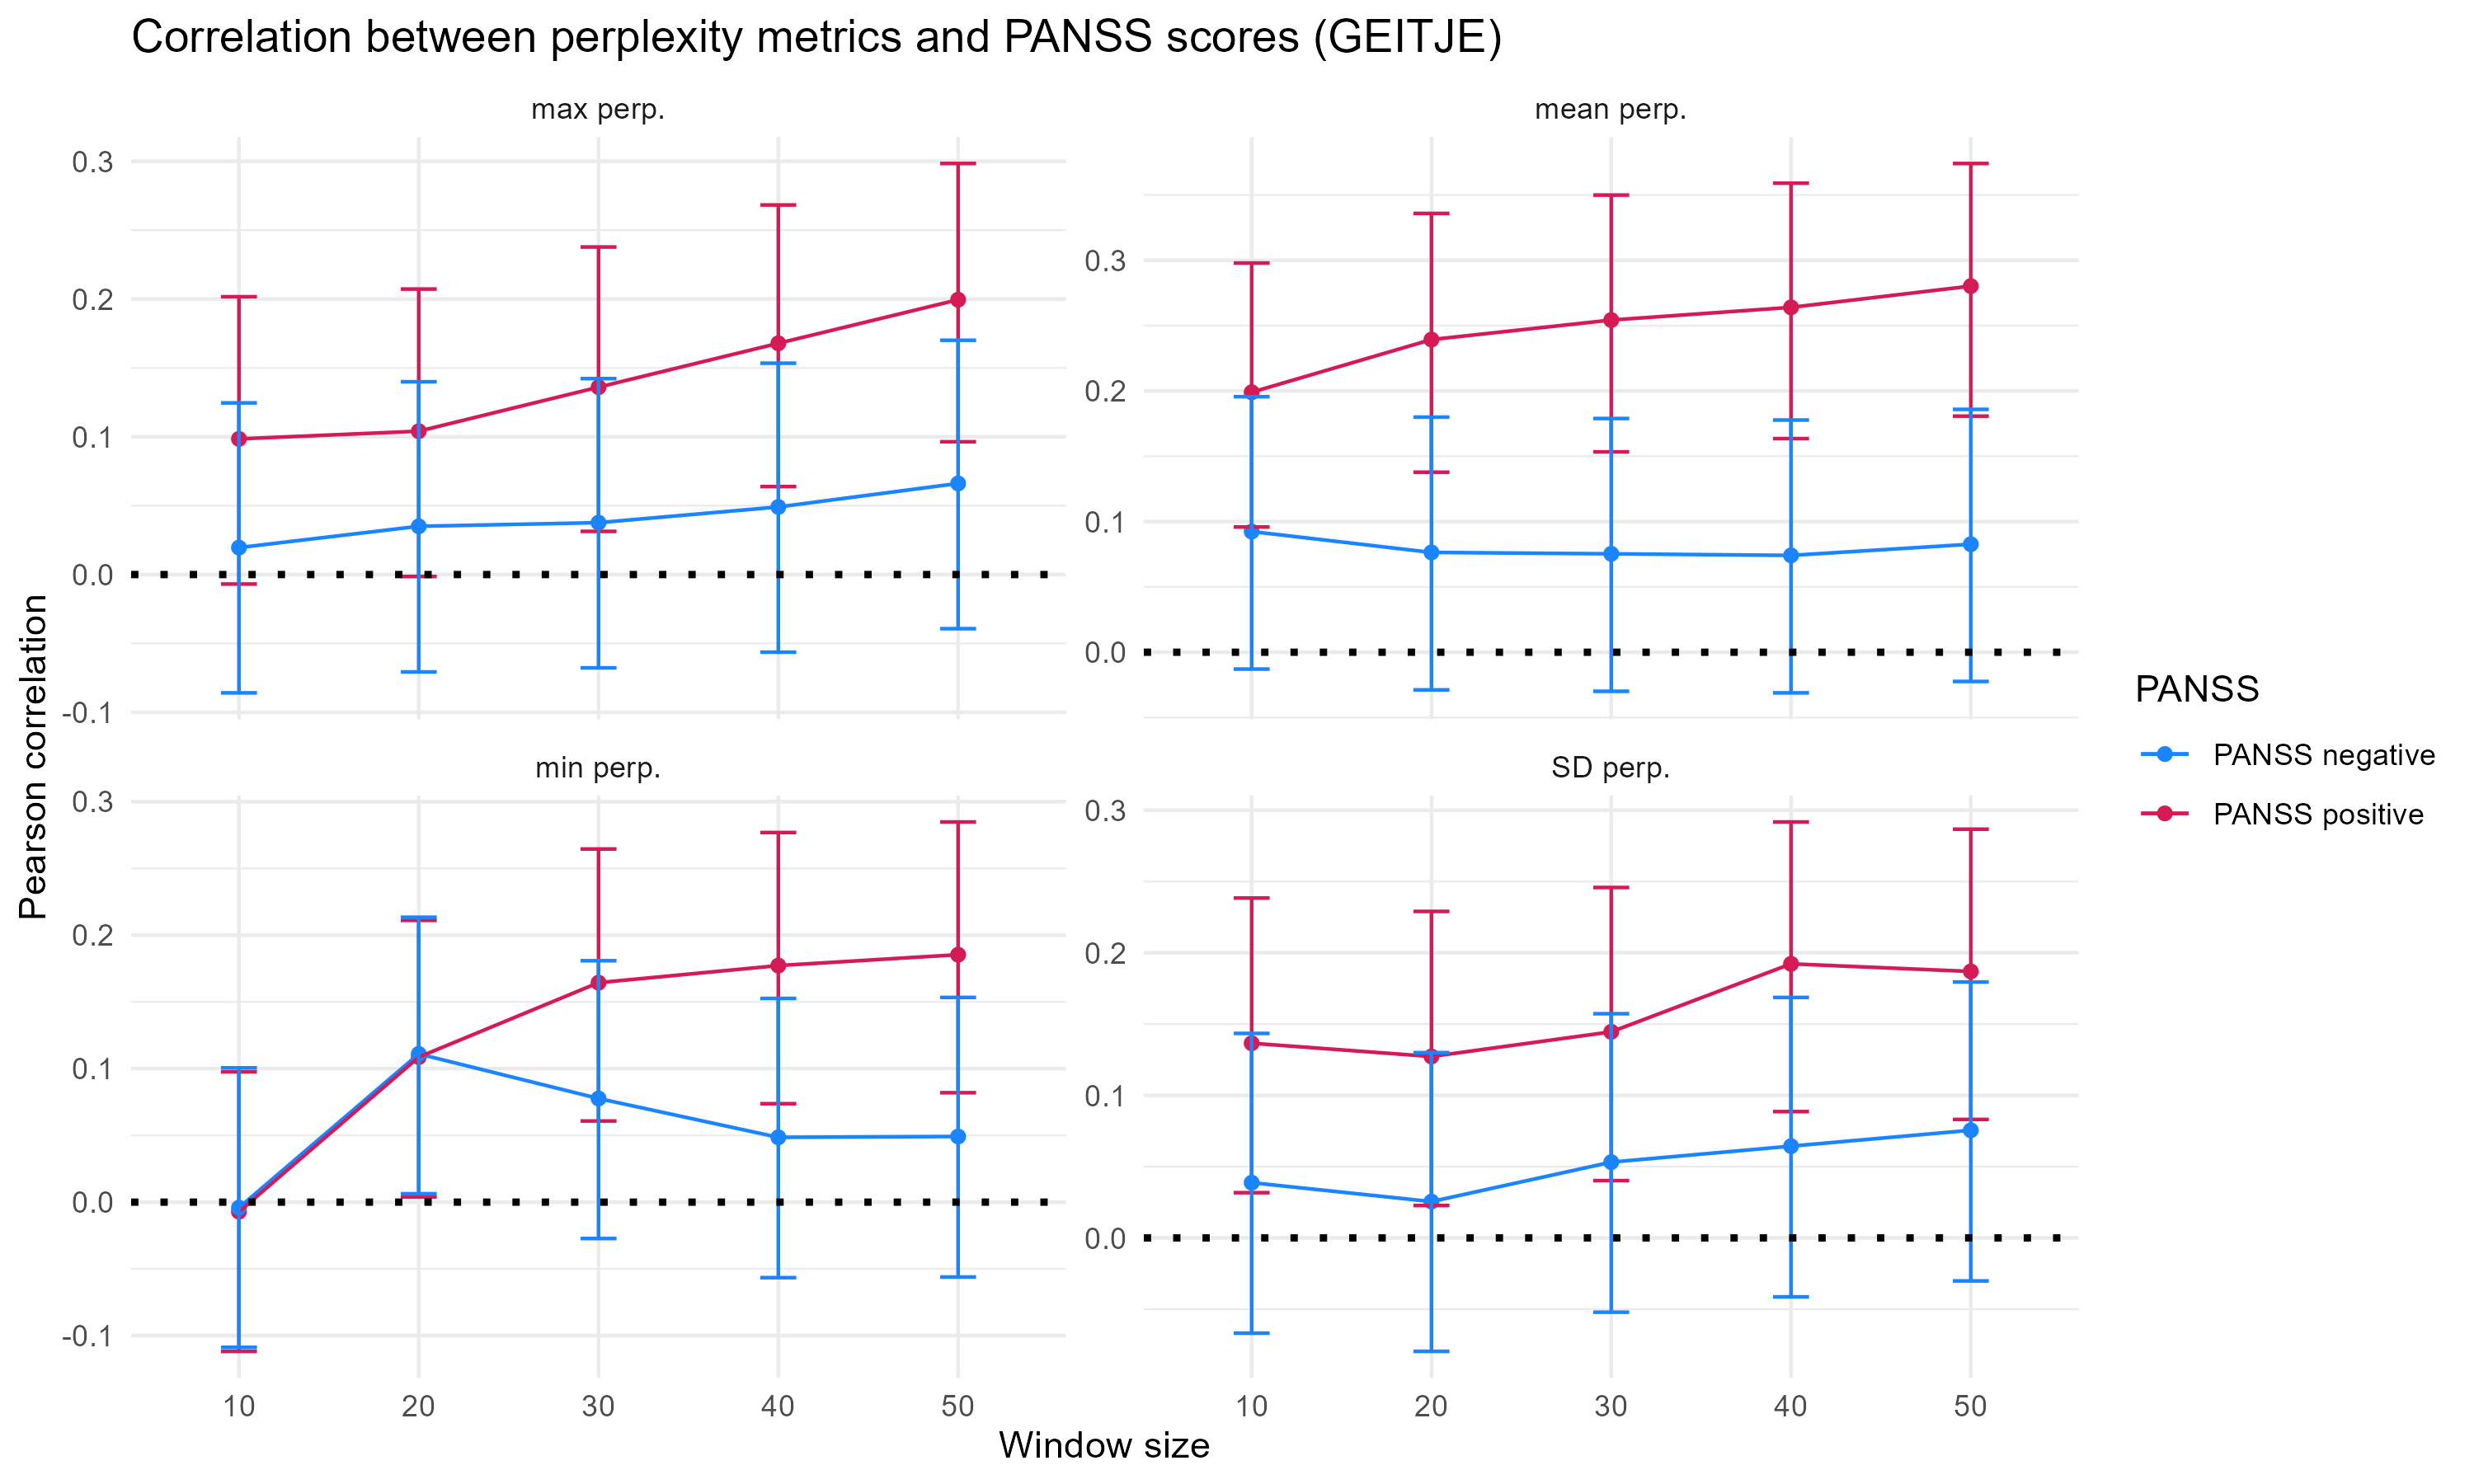 Correlation between perplexity metrics and PANSS scores (GEITJE)
max perp.
0.3
0.2
0.1
0.0
-0.1
mean perp.
0.3
0.2
0.1
0.0
min perp.
0.3
0.2
0.1
0.0
-0.1
10 20 30 40 50
SD perp.
0.3
0.2
0.1
0.0
10 20 30 40 50
Pearson correlation
Window size
PANSS
PANSS negative
PANSS positive